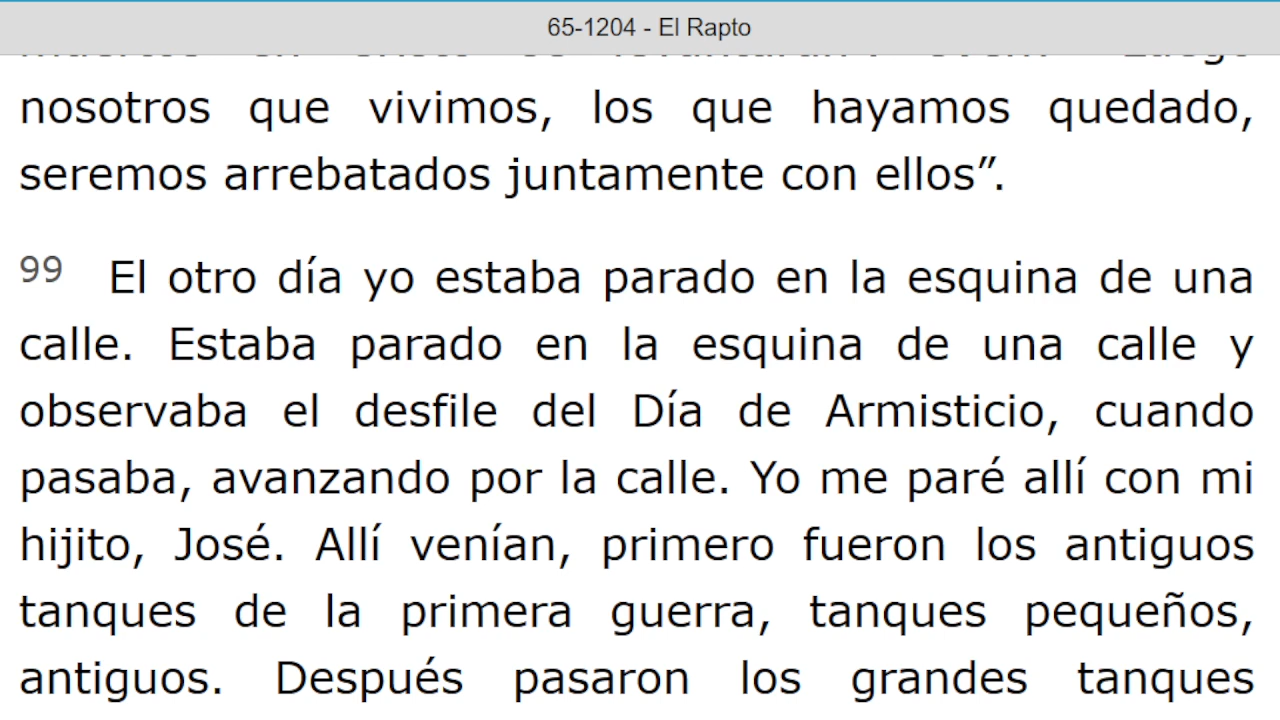 65-1204 - El Rapto
nosotros que vivimos, los que hayamos quedado,
seremos arrebatados juntamente con ellos”.
99 El otro día yo estaba parado en la esquina de una
calle. Estaba parado en la esquina de una calle y
observaba el desfile del Día de Armisticio, cuando
pasaba, avanzando por la calle. Yo me paré allí con mi
hijito, José. Allí venían, primero fueron los antiguos
tanques de la primera guerra, tanques pequeños,
antiguos. Después pasaron los grandes tanques